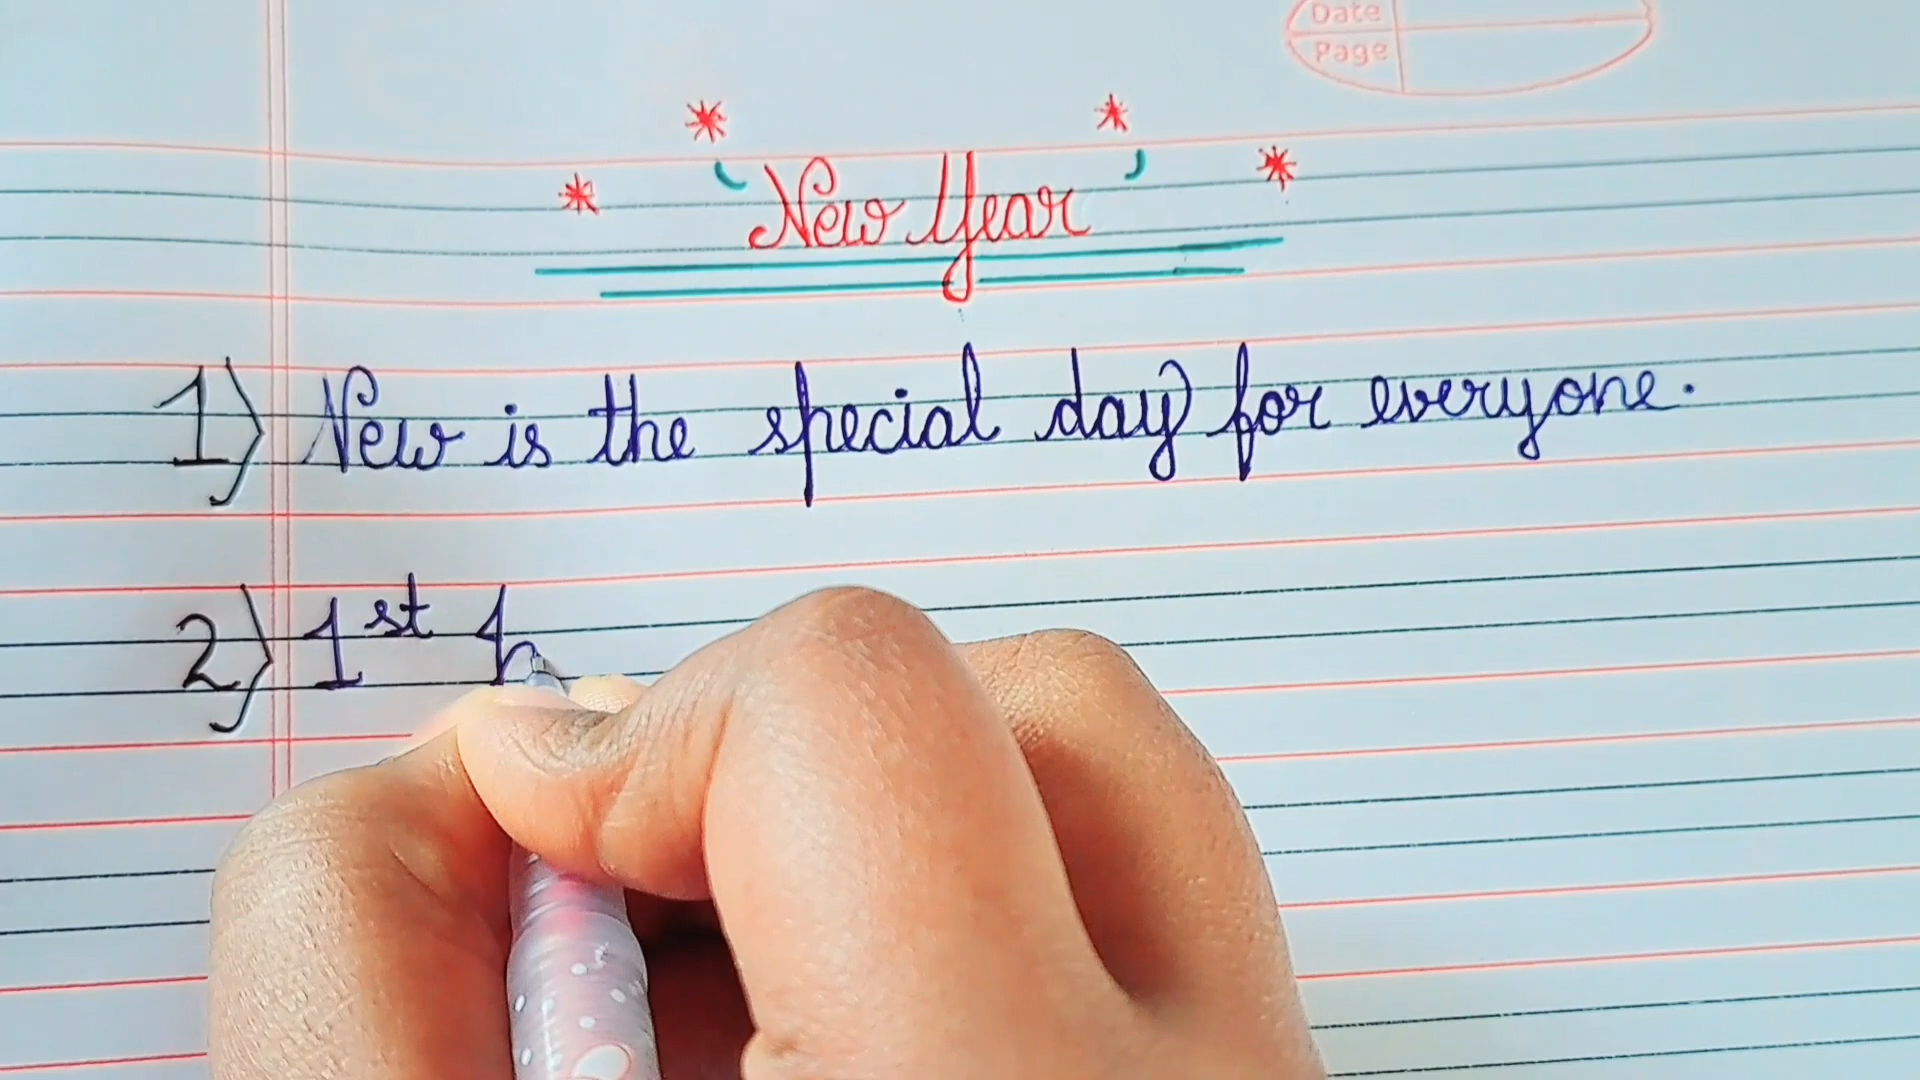 Date
Page
New Year
1) New is the special day for everyone.
2) 1st